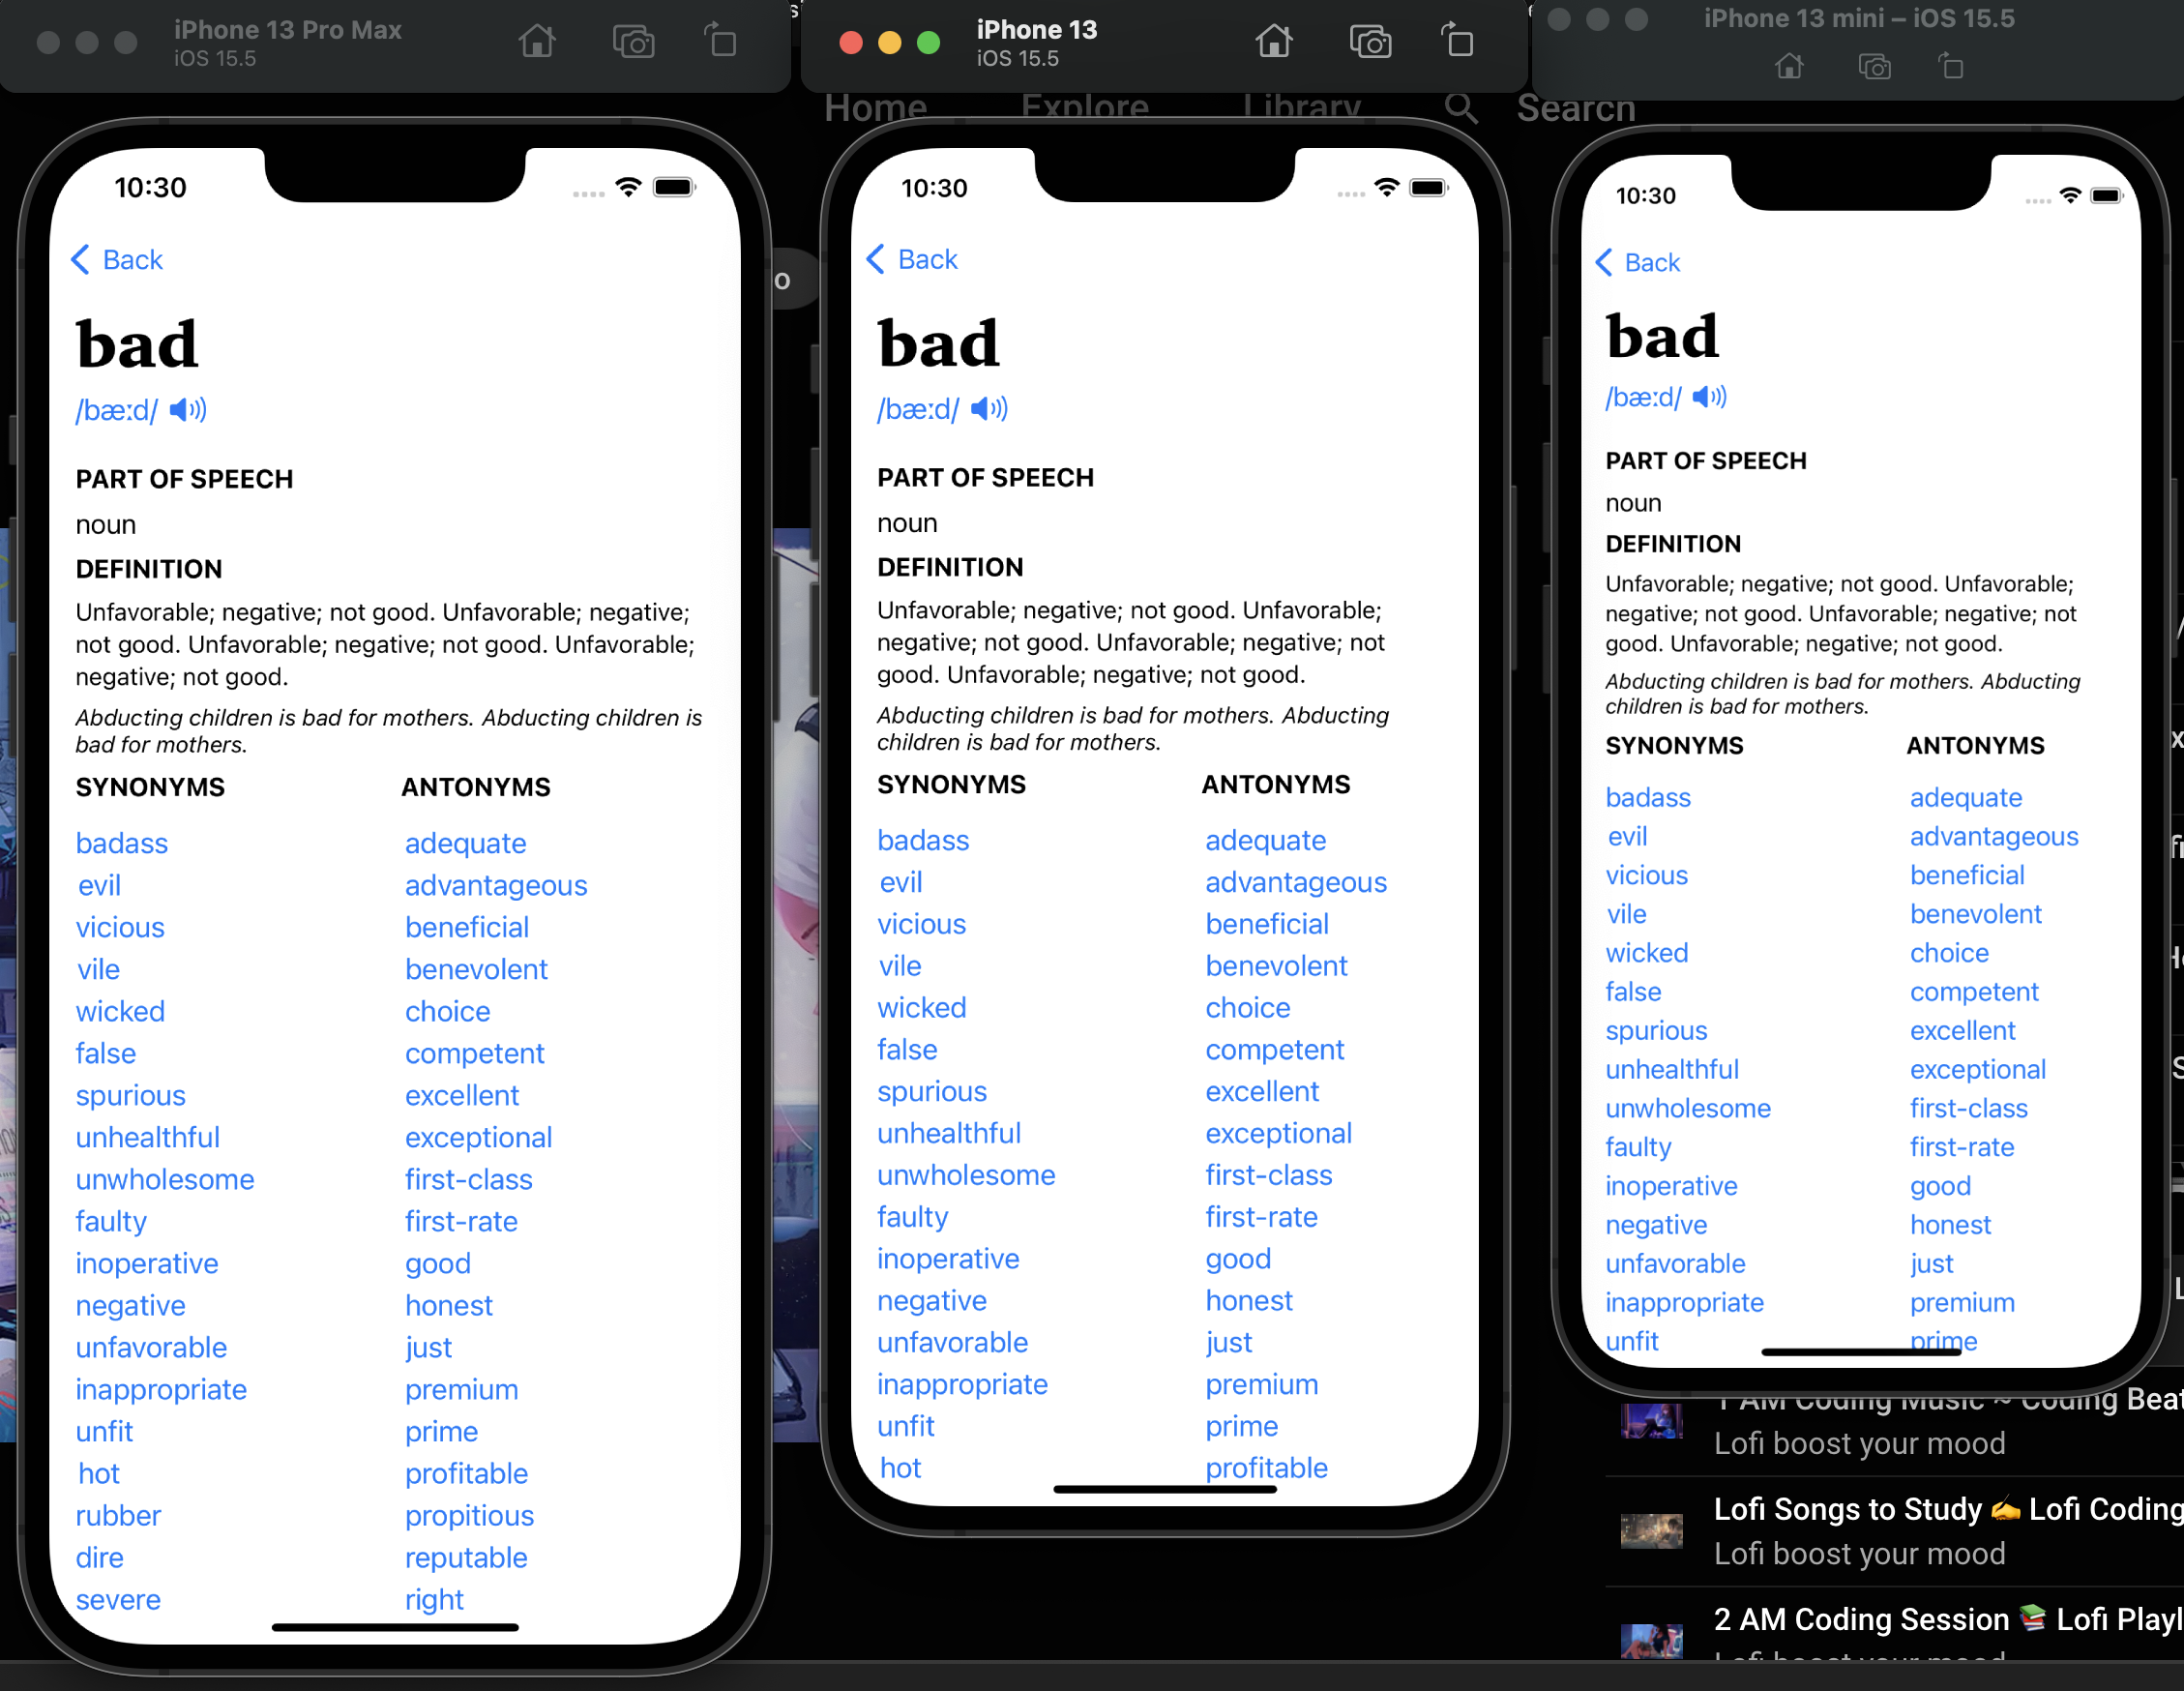 iPhone 13 Pro Max
iOS 15.5
10:30
Back
bad
/bæːd/
PART OF SPEECH
noun
DEFINITION
Unfavorable; negative; not good. Unfavorable; negative;
not good. Unfavorable; negative; not good. Unfavorable;
negative; not good.
Abducting children is bad for mothers. Abducting children is
bad for mothers.
SYNONYMS ANTONYMS
badass adequate
evil advantageous
vicious beneficial
vile benevolent
wicked choice
false competent
spurious excellent
unhealthful exceptional
unwholesome first-class
faulty first-rate
inoperative good
negative honest
unfavorable just
inappropriate premium
unfit prime
hot profitable
rubber propitious
dire reputable
severe right
iPhone 13
iOS 15.5
Home Explore Library Search
10:30
Back
bad
/bæːd/
PART OF SPEECH
noun
DEFINITION
Unfavorable; negative; not good. Unfavorable;
negative; not good. Unfavorable; negative; not
good. Unfavorable; negative; not good.
Abducting children is bad for mothers. Abducting
children is bad for mothers.
SYNONYMS ANTONYMS
badass adequate
evil advantageous
vicious beneficial
vile benevolent
wicked choice
false competent
spurious excellent
unhealthful exceptional
unwholesome first-class
faulty first-rate
inoperative good
negative honest
unfavorable just
inappropriate premium
unfit prime
hot profitable
iPhone 13 mini – iOS 15.5
10:30
Back
bad
/bæːd/
PART OF SPEECH
noun
DEFINITION
Unfavorable; negative; not good. Unfavorable;
negative; not good. Unfavorable; negative; not
good. Unfavorable; negative; not good.
Abducting children is bad for mothers. Abducting
children is bad for mothers.
SYNONYMS ANTONYMS
badass adequate
evil advantageous
vicious beneficial
vile benevolent
wicked choice
false competent
spurious excellent
unhealthful exceptional
unwholesome first-class
faulty first-rate
inoperative good
negative honest
unfavorable just
inappropriate premium
unfit prime
1 AM Coding Music ~ Coding Beat
Lofi boost your mood
Lofi Songs to Study ✍️ Lofi Coding
Lofi boost your mood
2 AM Coding Session 📚 Lofi Playl
Lofi boost your mood